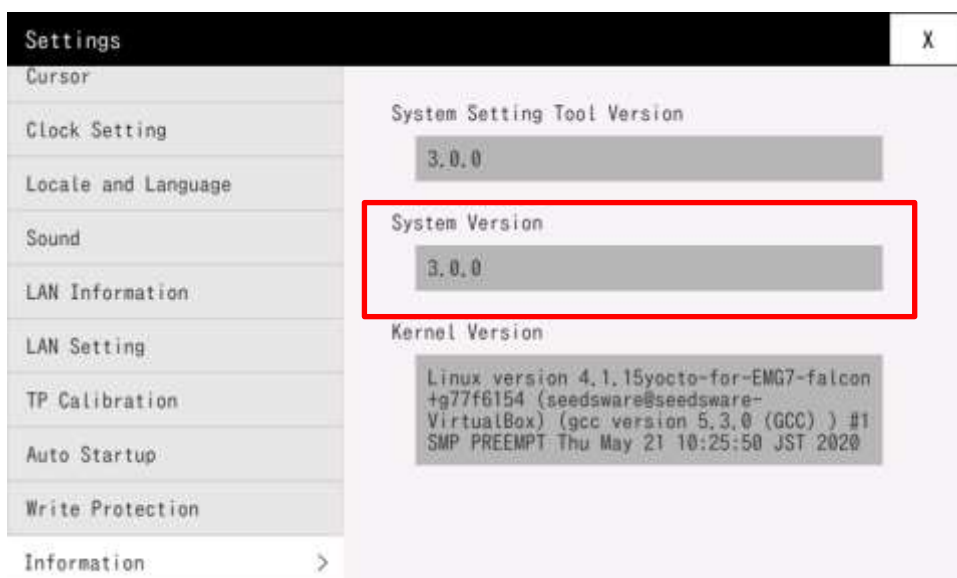 Settings
X
Cursor
Clock Setting
Locale and Language
Sound
LAN Information
LAN Setting
TP Calibration
Auto Startup
Write Protection
Information >
System Setting Tool Version
3.0.0
System Version
3.0.0
Kernel Version
Linux version 4.1.15yocto-for-EMG7-falcon
+g77f6154 (seedsware@seedsware-
VirtualBox) (gcc version 5.3.0 (GCC) ) #1
SMP PREEMPT Thu May 21 10:25:50 JST 2020